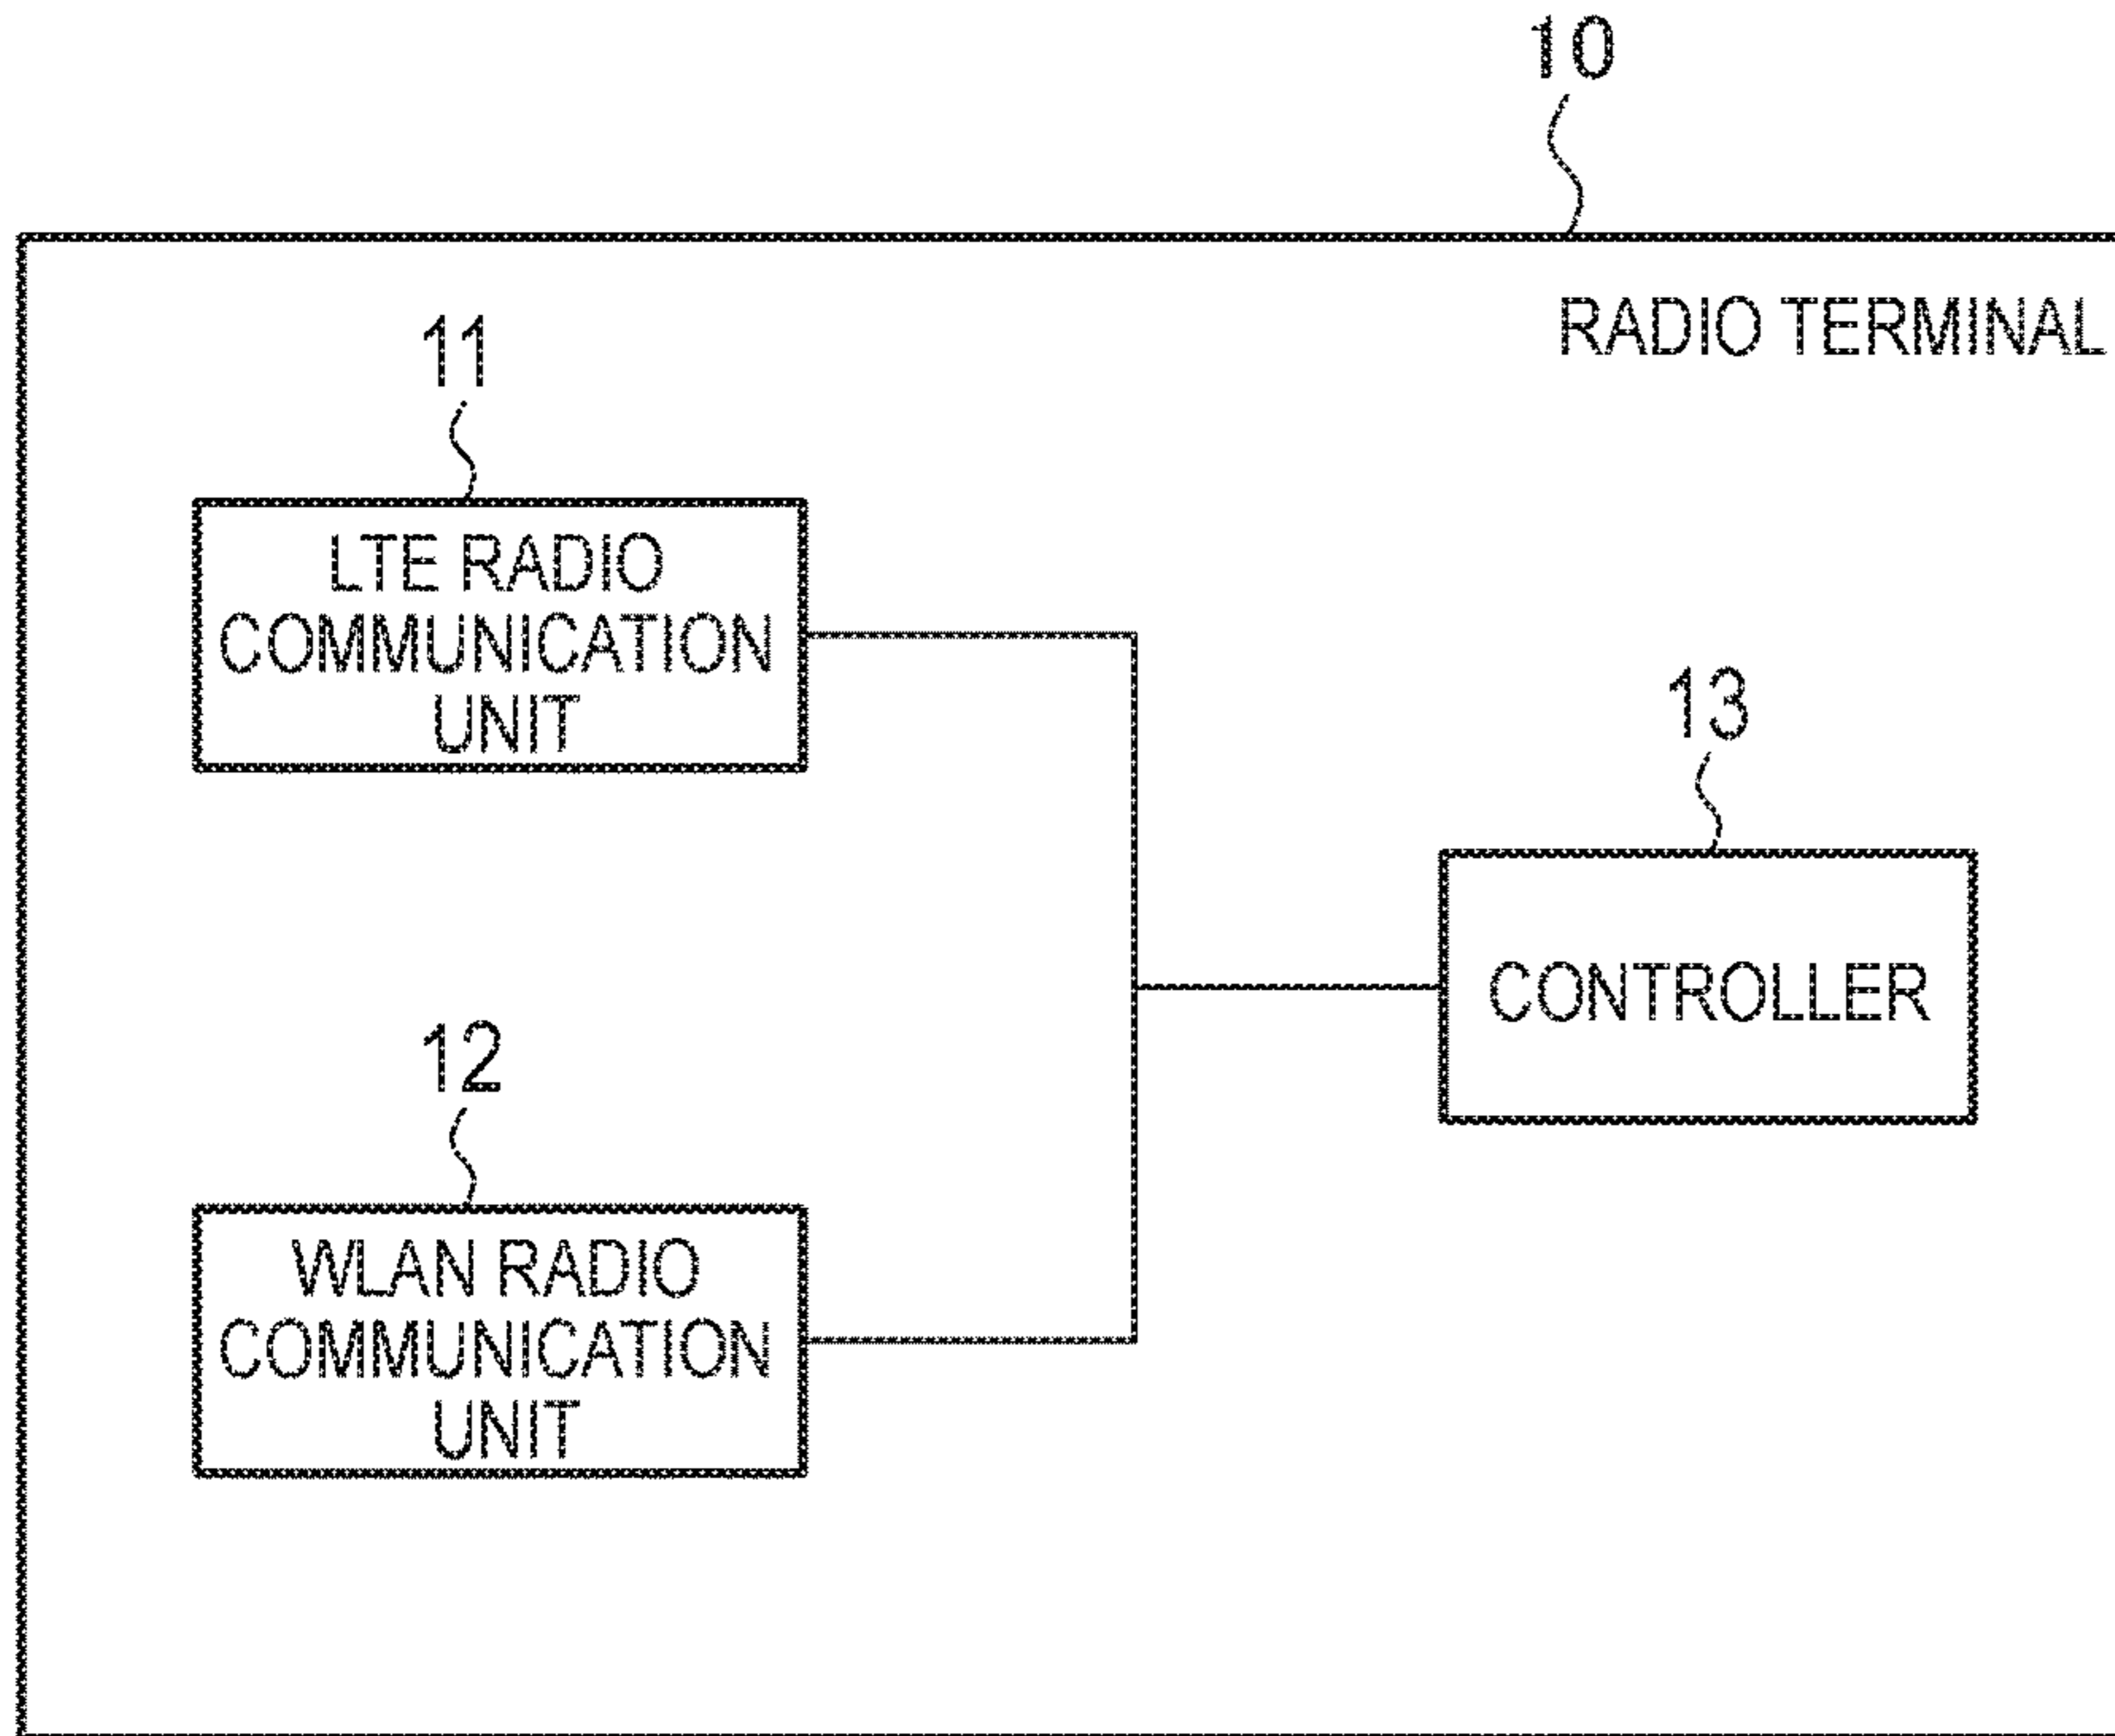 10
RADIO TERMINAL
11
LTE RADIO
COMMUNICATION
UNIT
13
CONTROLLER
12
WLAN RADIO
COMMUNICATION
UNIT